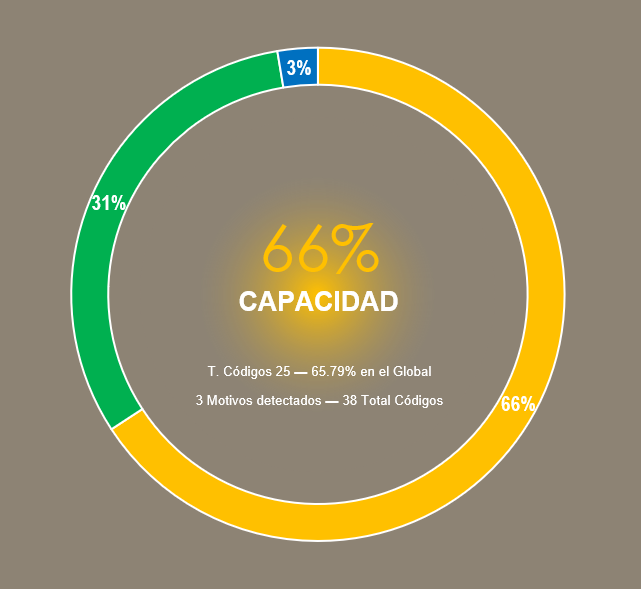 3%
31%
66%
CAPACIDAD
T. Códigos 25 — 65.79% en el Global
3 Motivos detectados — 38 Total Códigos
66%